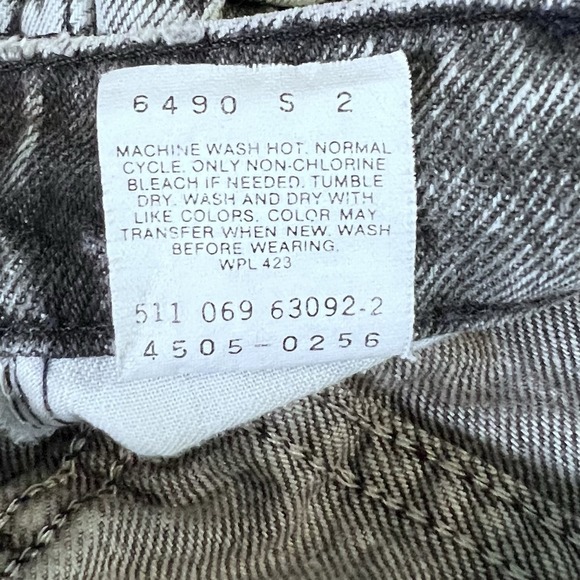 6490 S 2
MACHINE WASH HOT. NORMAL
CYCLE. ONLY NON-CHLORINE
BLEACH IF NEEDED. TUMBLE
DRY. WASH AND DRY WITH
LIKE COLORS. COLOR MAY
TRANSFER WHEN NEW. WASH
BEFORE WEARING.
WPL 423
511 069 63092-2
4505-0256